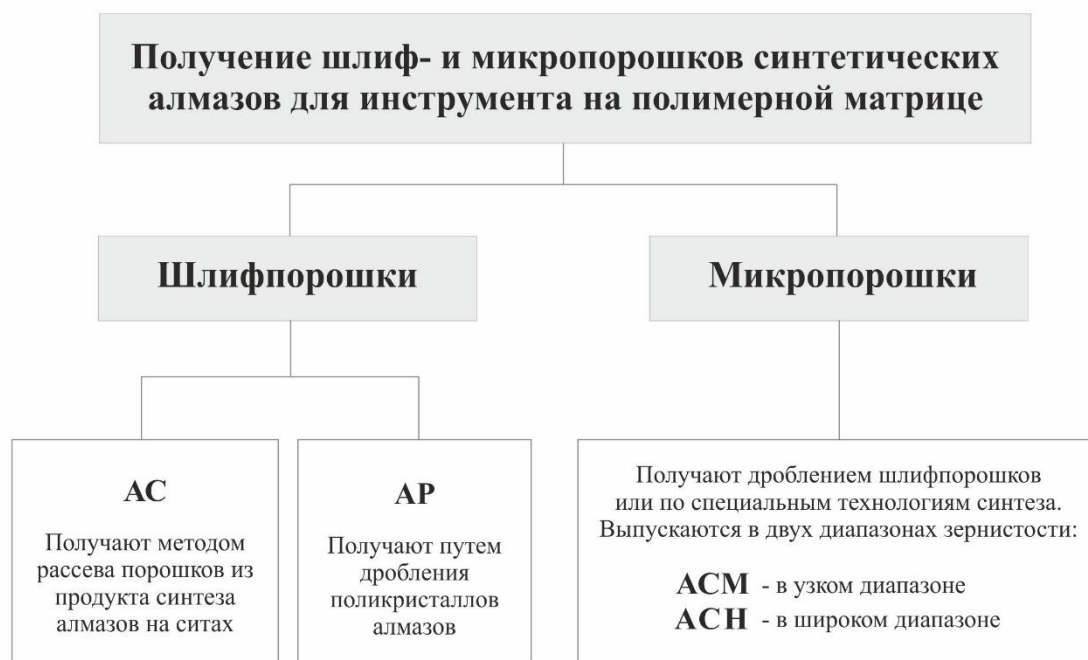 Получение шлиф- и микропорошков синтетических
алмазов для инструмента на полимерной матрице
Шлифпорошки
Микропорошки
АС
Получают методом
рассева порошков из
продукта синтеза
алмазов на ситах
АР
Получают путем
дробления
поликристаллов
алмазов
Получают дроблением шлифпорошков
или по специальным технологиям синтеза.
Выпускаются в двух диапазонах зернистости:
АСМ - в узком диапазоне
АСН - в широком диапазоне